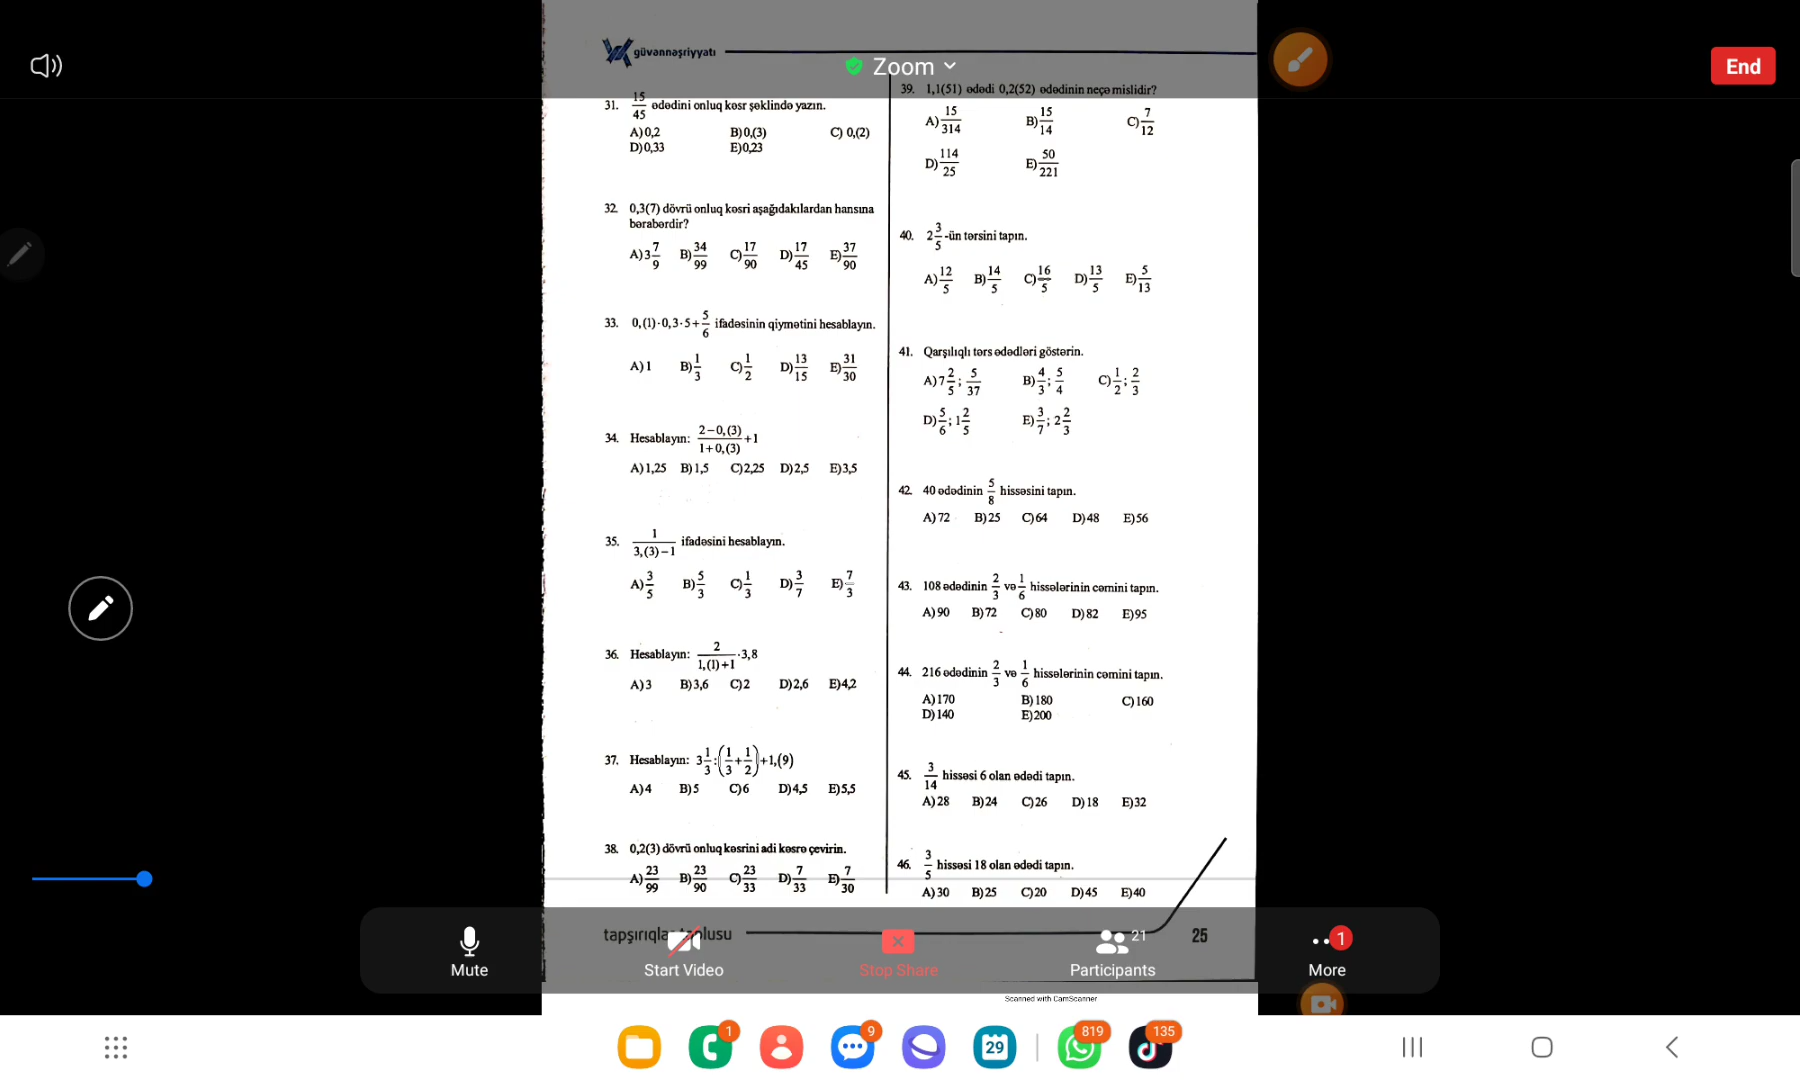 güvənnəşriyyatı
Zoom
End
31. 15/45 ədədini onluq kəsr şəklində yazın.
A) 0,2 B) 0,(3) C) 0,(2)
D) 0,33 E) 0,23
32. 0,3(7) dövrü onluq kəsri aşağıdakılardan hansına
bərabərdir?
A) 3 7/9 B) 34/99 C) 17/90 D) 17/45 E) 37/90
33. 0,(1)·0,3·5+5/6 ifadəsinin qiymətini hesablayın.
A) 1 B) 1/3 C) 1/2 D) 13/15 E) 31/30
34. Hesablayın: (2−0,(3))/(1+0,(3))+1
A) 1,25 B) 1,5 C) 2,25 D) 2,5 E) 3,5
35. 1/(3,(3)−1) ifadəsini hesablayın.
A) 3/5 B) 5/3 C) 1/3 D) 3/7 E) 7/3
36. Hesablayın: 2/(1,(1)+1)·3,8
A) 3 B) 3,6 C) 2 D) 2,6 E) 4,2
37. Hesablayın: 3 1/3:(1/3+1/2)+1,(9)
A) 4 B) 5 C) 6 D) 4,5 E) 5,5
38. 0,2(3) dövrü onluq kəsrini adi kəsrə çevirin.
A) 23/99 B) 23/90 C) 23/33 D) 7/33 E) 7/30
39. 1,1(51) ədədi 0,2(52) ədədinin neçə mislidir?
A) 15/314 B) 15/14 C) 7/12
D) 114/25 E) 50/221
40. 2 3/5-ün tərsini tapın.
A) 12/5 B) 14/5 C) 16/5 D) 13/5 E) 5/13
41. Qarşılıqlı tərs ədədləri göstərin.
A) 7 2/5; 5/37 B) 4/3; 5/4 C) 1/2; 2/3
D) 5/6; 1 2/5 E) 3/7; 2 2/3
42. 40 ədədinin 5/8 hissəsini tapın.
A) 72 B) 25 C) 64 D) 48 E) 56
43. 108 ədədinin 2/3 və 1/6 hissələrinin cəmini tapın.
A) 90 B) 72 C) 80 D) 82 E) 95
44. 216 ədədinin 2/3 və 1/6 hissələrinin cəmini tapın.
A) 170 B) 180 C) 160
D) 140 E) 200
45. 3/14 hissəsi 6 olan ədədi tapın.
A) 28 B) 24 C) 26 D) 18 E) 32
46. 3/5 hissəsi 18 olan ədədi tapın.
A) 30 B) 25 C) 20 D) 45 E) 40
25
Mute
Start Video
Stop Share
21
Participants
1
More
Scanned with CamScanner
1
9
29
819
135